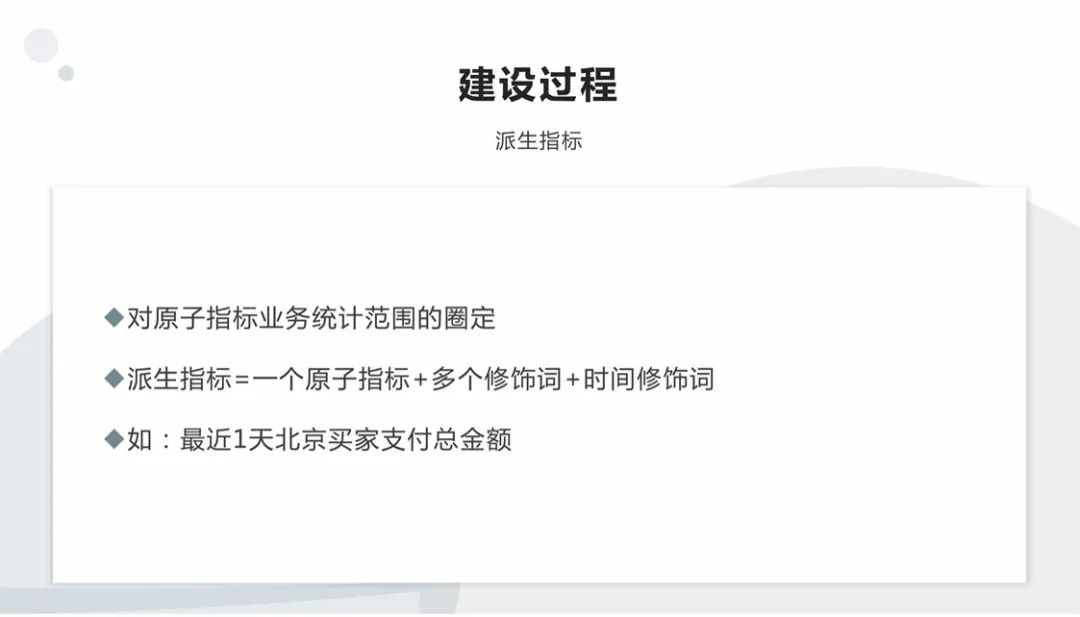 建设过程
派生指标
◆对原子指标业务统计范围的圈定
◆派生指标=一个原子指标+多个修饰词+时间修饰词
◆如：最近1天北京买家支付总金额